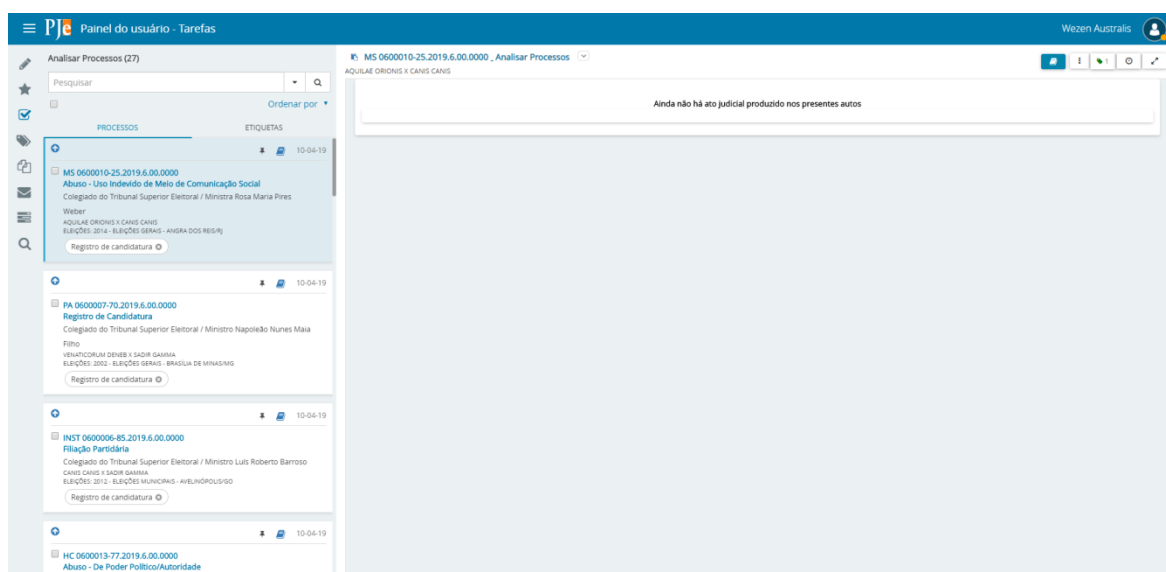 PJe Painel do usuário - Tarefas
Wezen Australis
Analisar Processos (27)
Pesquisar
Ordenar por
PROCESSOS ETIQUETAS
10-04-19
MS 0600010-25.2019.6.00.0000
Abuso - Uso Indevido de Meio de Comunicação Social
Colegiado do Tribunal Superior Eleitoral / Ministra Rosa Maria Pires
Weber
AQUILAE ORIONIS X CANIS CANIS
ELEIÇÕES: 2014 - ELEIÇÕES GERAIS - ANGRA DOS REIS/RJ
Registro de candidatura
10-04-19
PA 0600007-70.2019.6.00.0000
Registro de Candidatura
Colegiado do Tribunal Superior Eleitoral / Ministro Napoleão Nunes Maia
Filho
VENATICORUM DENEB X SADIR GAMMA
ELEIÇÕES: 2002 - ELEIÇÕES GERAIS - BRASÍLIA DE MINAS/MG
Registro de candidatura
10-04-19
INST 0600006-85.2019.6.00.0000
Filiação Partidária
Colegiado do Tribunal Superior Eleitoral / Ministro Luís Roberto Barroso
CANIS CANIS X SADIR GAMMA
ELEIÇÕES: 2012 - ELEIÇÕES MUNICIPAIS - AVELINÓPOLIS/GO
Registro de candidatura
10-04-19
HC 0600013-77.2019.6.00.0000
Abuso - De Poder Político/Autoridade
MS 0600010-25.2019.6.00.0000 _ Analisar Processos
AQUILAE ORIONIS X CANIS CANIS
1
Ainda não há ato judicial produzido nos presentes autos